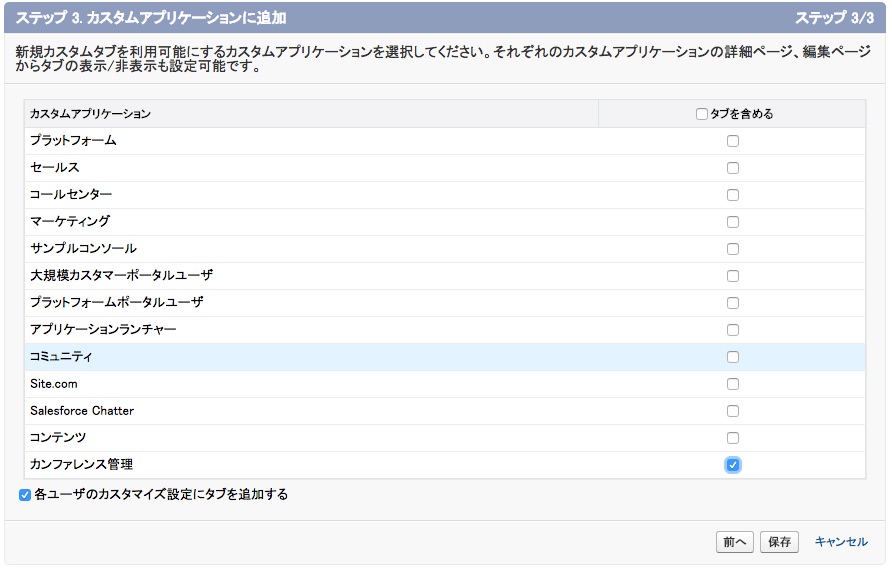 ステップ 3. カスタムアプリケーションに追加 ステップ 3/3
新規カスタムタブを利用可能にするカスタムアプリケーションを選択してください。それぞれのカスタムアプリケーションの詳細ページ、編集ページ
からタブの表示/非表示も設定可能です。
カスタムアプリケーション タブを含める
プラットフォーム
セールス
コールセンター
マーケティング
サンプルコンソール
大規模カスタマーポータルユーザ
プラットフォームポータルユーザ
アプリケーションランチャー
コミュニティ
Site.com
Salesforce Chatter
コンテンツ
カンファレンス管理
各ユーザのカスタマイズ設定にタブを追加する
前へ 保存 キャンセル